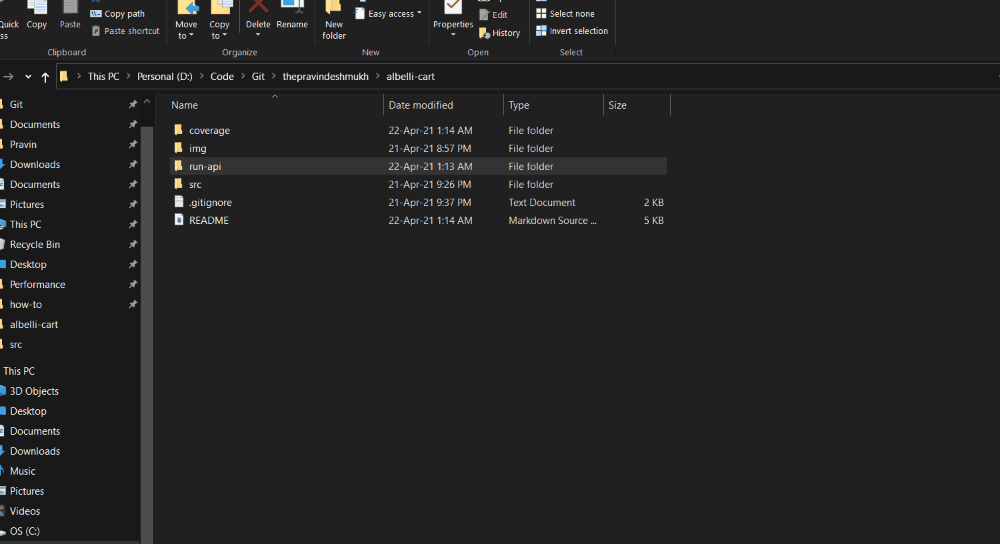 Quick
ss
Copy
Paste
Copy path
Paste shortcut
Move
to
Copy
to
Delete
Rename
New
folder
Easy access
Properties
Edit
History
Select none
Invert selection
Clipboard
Organize
New
Open
Select
This PC > Personal (D:) > Code > Git > thepravindeshmukh > albelli-cart
Name Date modified Type Size
coverage 22-Apr-21 1:14 AM File folder
img 21-Apr-21 8:57 PM File folder
run-api 22-Apr-21 1:13 AM File folder
src 21-Apr-21 9:26 PM File folder
.gitignore 21-Apr-21 9:37 PM Text Document 2 KB
README 22-Apr-21 1:14 AM Markdown Source ... 5 KB
Git
Documents
Pravin
Downloads
Documents
Pictures
This PC
Recycle Bin
Desktop
Performance
how-to
albelli-cart
src
This PC
3D Objects
Desktop
Documents
Downloads
Music
Pictures
Videos
OS (C:)